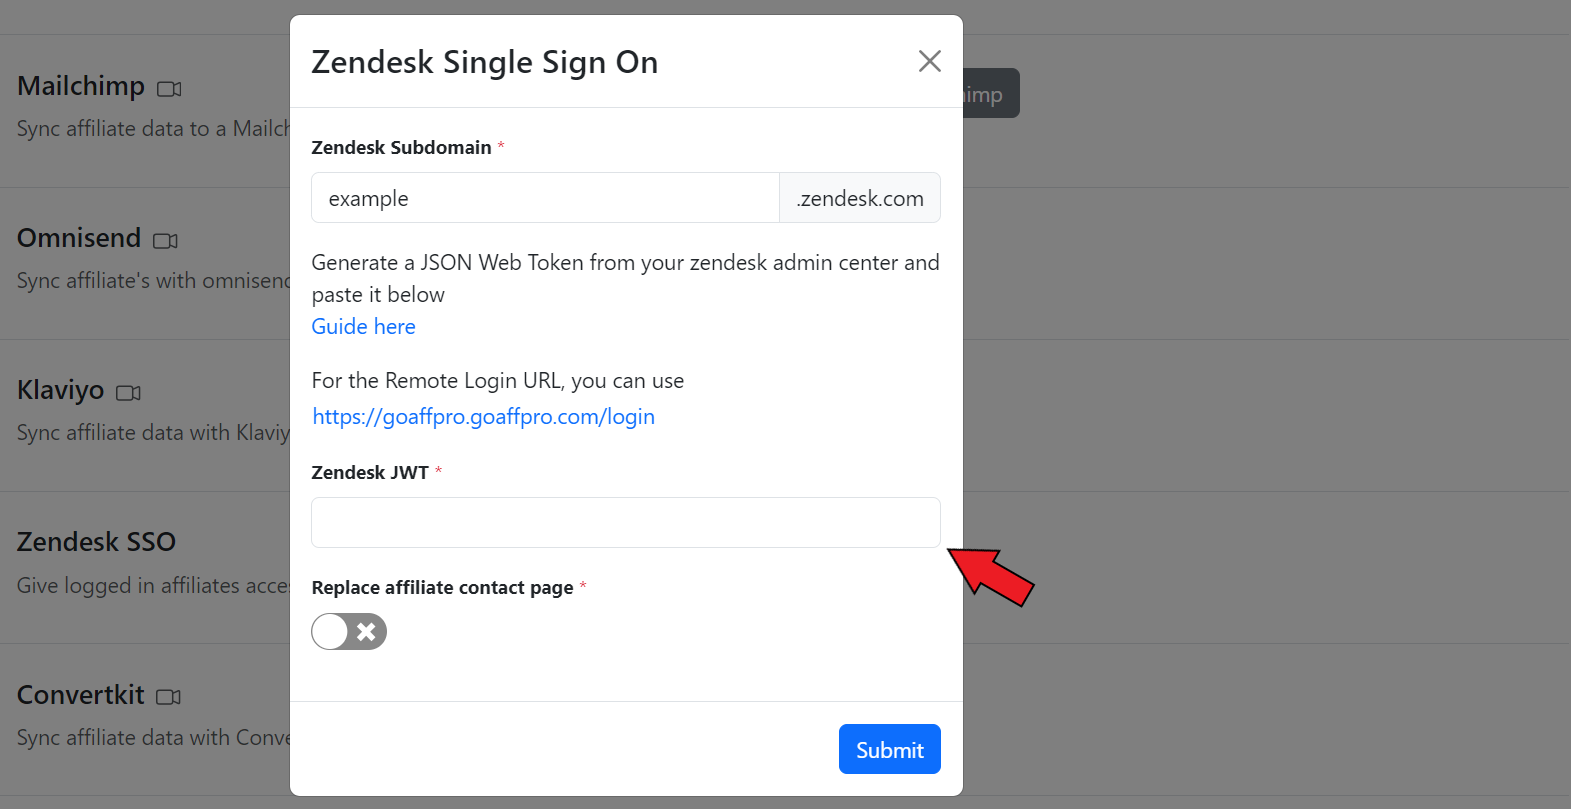 Zendesk Single Sign On
Mailchimp
Sync affiliate data to a Mailch
imp
Zendesk Subdomain *
example
.zendesk.com
Omnisend
Sync affiliate's with omnisend
Generate a JSON Web Token from your zendesk admin center and
paste it below
Guide here
For the Remote Login URL, you can use
https://goaffpro.goaffpro.com/login
Klaviyo
Sync affiliate data with Klaviy
Zendesk JWT *
Zendesk SSO
Give logged in affiliates acce
Replace affiliate contact page *
Convertkit
Sync affiliate data with Conve
Submit